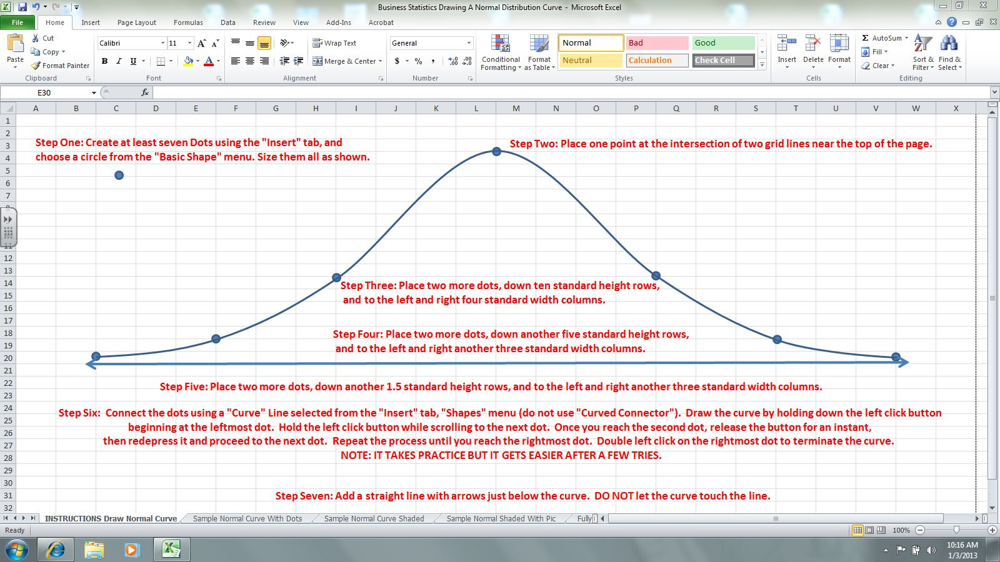 Business Statistics Drawing A Normal Distribution Curve - Microsoft Excel
File Home Insert Page Layout Formulas Data Review View Add-Ins Acrobat
Paste
Cut
Copy
Format Painter
Clipboard
Calibri 11
B I U
Font
Wrap Text
Merge & Center
Alignment
General
$ % ,
Number
Conditional Formatting
Format as Table
Normal Bad Good
Neutral Calculation Check Cell
Styles
Insert Delete Format
Cells
AutoSum
Fill
Clear
Sort & Filter
Find & Select
Editing
E30 fx
A B C D E F G H I J K L M N O P Q R S T U V W X
1
2
3
4
5
6
7
11
12
13
14
15
16
17
18
19
20
21
22
23
24
25
26
27
28
29
30
31
32
Step One: Create at least seven Dots using the "Insert" tab, and
choose a circle from the "Basic Shape" menu. Size them all as shown.
Step Two: Place one point at the intersection of two grid lines near the top of the page.
Step Three: Place two more dots, down ten standard height rows,
and to the left and right four standard width columns.
Step Four: Place two more dots, down another five standard height rows,
and to the left and right another three standard width columns.
Step Five: Place two more dots, down another 1.5 standard height rows, and to the left and right another three standard width columns.
Step Six: Connect the dots using a "Curve" Line selected from the "Insert" tab, "Shapes" menu (do not use "Curved Connector"). Draw the curve by holding down the left click button
beginning at the leftmost dot. Hold the left click button while scrolling to the next dot. Once you reach the second dot, release the button for an instant,
then redepress it and proceed to the next dot. Repeat the process until you reach the rightmost dot. Double left click on the rightmost dot to terminate the curve.
NOTE: IT TAKES PRACTICE BUT IT GETS EASIER AFTER A FEW TRIES.
Step Seven: Add a straight line with arrows just below the curve. DO NOT let the curve touch the line.
INSTRUCTIONS Draw Normal Curve Sample Normal Curve With Dots Sample Normal Curve Shaded Sample Normal Shaded With Pic Fully
Ready 100%
10:16 AM
1/3/2013